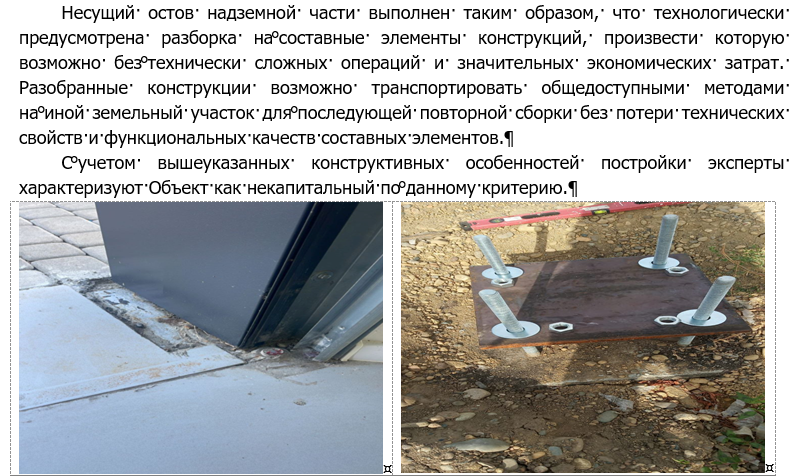 Несущий остов надземной части выполнен таким образом, что технологически
предусмотрена разборка на составные элементы конструкций, произвести которую
возможно без технически сложных операций и значительных экономических затрат.
Разобранные конструкции возможно транспортировать общедоступными методами
на иной земельный участок для последующей повторной сборки без потери технических
свойств и функциональных качеств составных элементов.¶
С учетом вышеуказанных конструктивных особенностей постройки эксперты
характеризуют Объект как некапитальный по данному критерию.¶